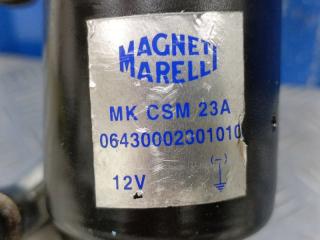 MAGNETI
MARELLI
MK CSM 23A
06430002301010
(-)
12V